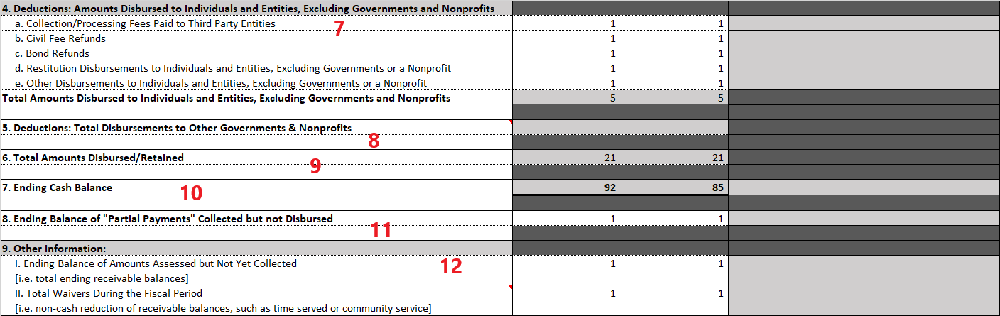 4. Deductions: Amounts Disbursed to Individuals and Entities, Excluding Governments and Nonprofits
a. Collection/Processing Fees Paid to Third Party Entities 7 1 1
b. Civil Fee Refunds 1 1
c. Bond Refunds 1 1
d. Restitution Disbursements to Individuals and Entities, Excluding Governments or a Nonprofit 1 1
e. Other Disbursements to Individuals and Entities, Excluding Governments or a Nonprofit 1 1
Total Amounts Disbursed to Individuals and Entities, Excluding Governments and Nonprofits 5 5
5. Deductions: Total Disbursements to Other Governments & Nonprofits - -
8
6. Total Amounts Disbursed/Retained 21 21
9
7. Ending Cash Balance 10 92 85
8. Ending Balance of "Partial Payments" Collected but not Disbursed 1 1
11
9. Other Information:
I. Ending Balance of Amounts Assessed but Not Yet Collected 12 1 1
[i.e. total ending receivable balances]
II. Total Waivers During the Fiscal Period 1 1
[i.e. non-cash reduction of receivable balances, such as time served or community service]